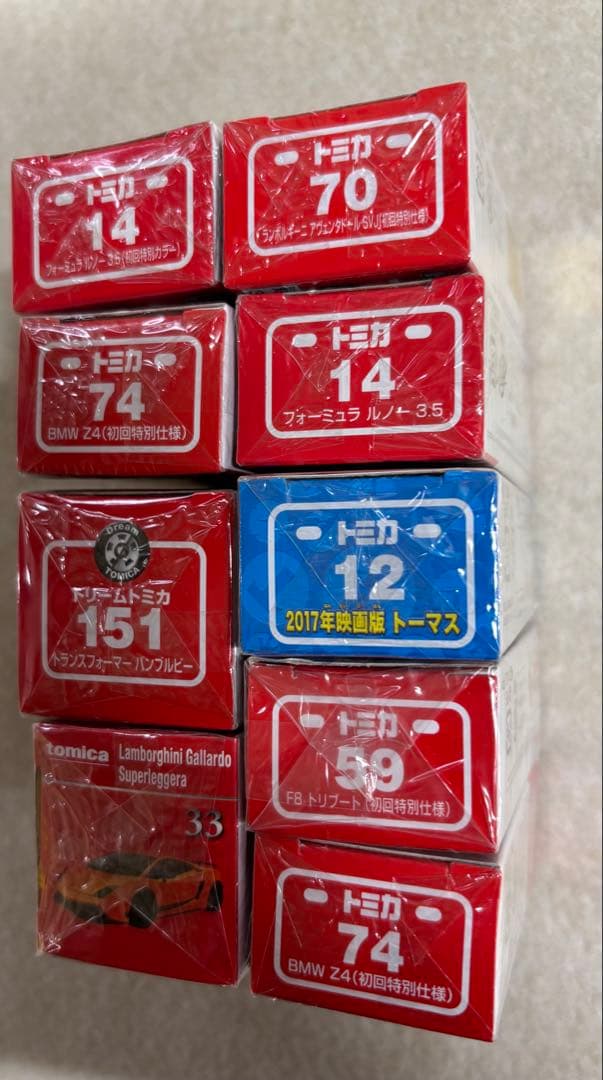 トミカ
14
フォーミュラ ルノー 3.5(初回特別カラー)
トミカ
70
ランボルギーニ アヴェンタドール SVJ(初回特別仕様)
トミカ
74
BMW Z4(初回特別仕様)
トミカ
14
フォーミュラ ルノー 3.5
Dream
TOMICA
ドリームトミカ
151
トランスフォーマー バンブルビー
トミカ
12
2017年映画版 トーマス
tomica Lamborghini Gallardo
Superleggera
33
トミカ
59
F8 トリブート(初回特別仕様)
トミカ
74
BMW Z4(初回特別仕様)